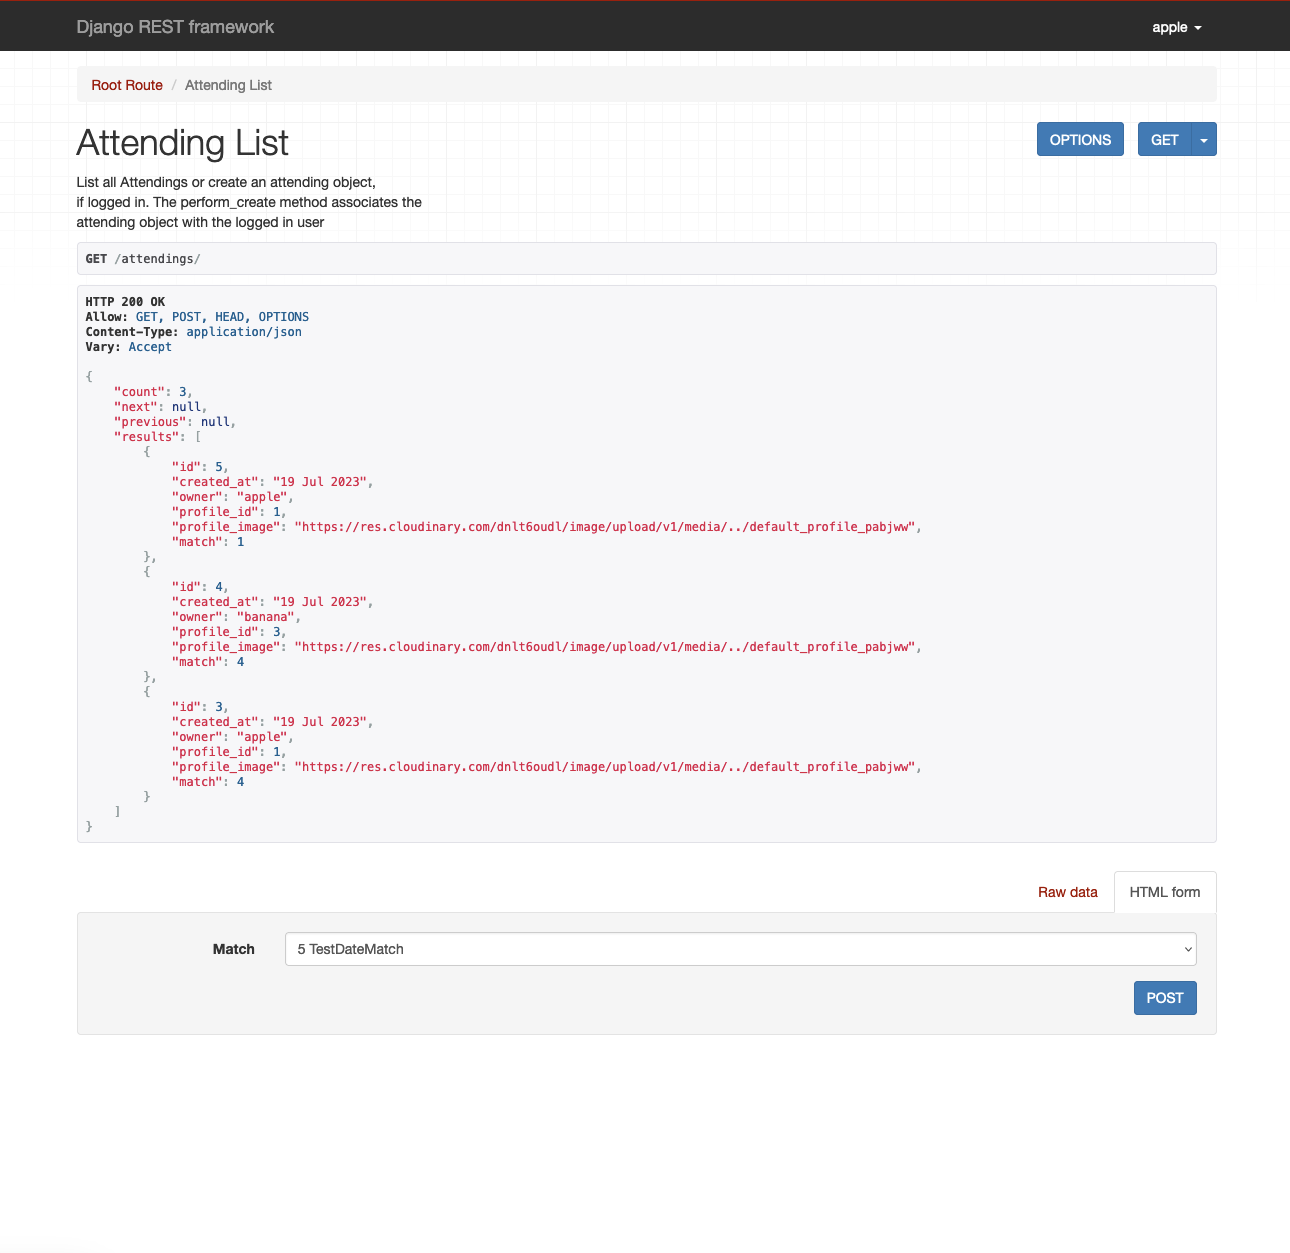 Django REST framework
apple
Root Route / Attending List
Attending List
OPTIONS
GET
List all Attendings or create an attending object,
if logged in. The perform_create method associates the
attending object with the logged in user
GET /attendings/
HTTP 200 OK
Allow: GET, POST, HEAD, OPTIONS
Content-Type: application/json
Vary: Accept
{
    "count": 3,
    "next": null,
    "previous": null,
    "results": [
        {
            "id": 5,
            "created_at": "19 Jul 2023",
            "owner": "apple",
            "profile_id": 1,
            "profile_image": "https://res.cloudinary.com/dnlt6oudl/image/upload/v1/media/../default_profile_pabjww",
            "match": 1
        },
        {
            "id": 4,
            "created_at": "19 Jul 2023",
            "owner": "banana",
            "profile_id": 3,
            "profile_image": "https://res.cloudinary.com/dnlt6oudl/image/upload/v1/media/../default_profile_pabjww",
            "match": 4
        },
        {
            "id": 3,
            "created_at": "19 Jul 2023",
            "owner": "apple",
            "profile_id": 1,
            "profile_image": "https://res.cloudinary.com/dnlt6oudl/image/upload/v1/media/../default_profile_pabjww",
            "match": 4
        }
    ]
}
Raw data
HTML form
Match
5 TestDateMatch
POST